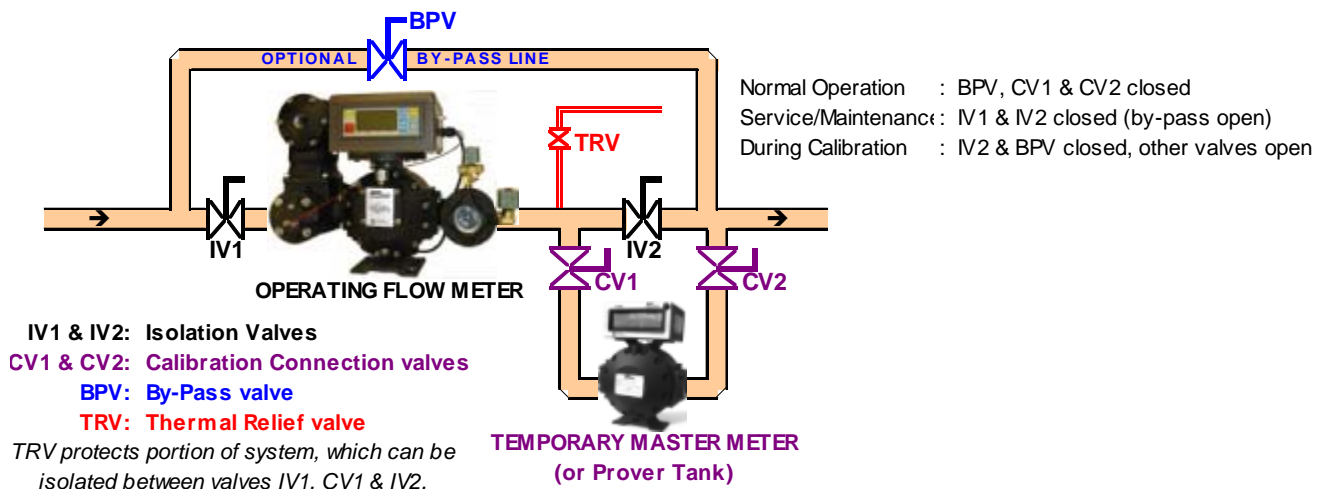 BPV
OPTIONAL BY-PASS LINE
Normal Operation : BPV, CV1 & CV2 closed
Service/Maintenance: IV1 & IV2 closed (by-pass open)
During Calibration : IV2 & BPV closed, other valves open
TRV
IV1
IV2
OPERATING FLOW METER
CV1
CV2
IV1 & IV2: Isolation Valves
CV1 & CV2: Calibration Connection valves
BPV: By-Pass valve
TRV: Thermal Relief valve
TRV protects portion of system, which can be
isolated between valves IV1, CV1 & IV2.
TEMPORARY MASTER METER
(or Prover Tank)